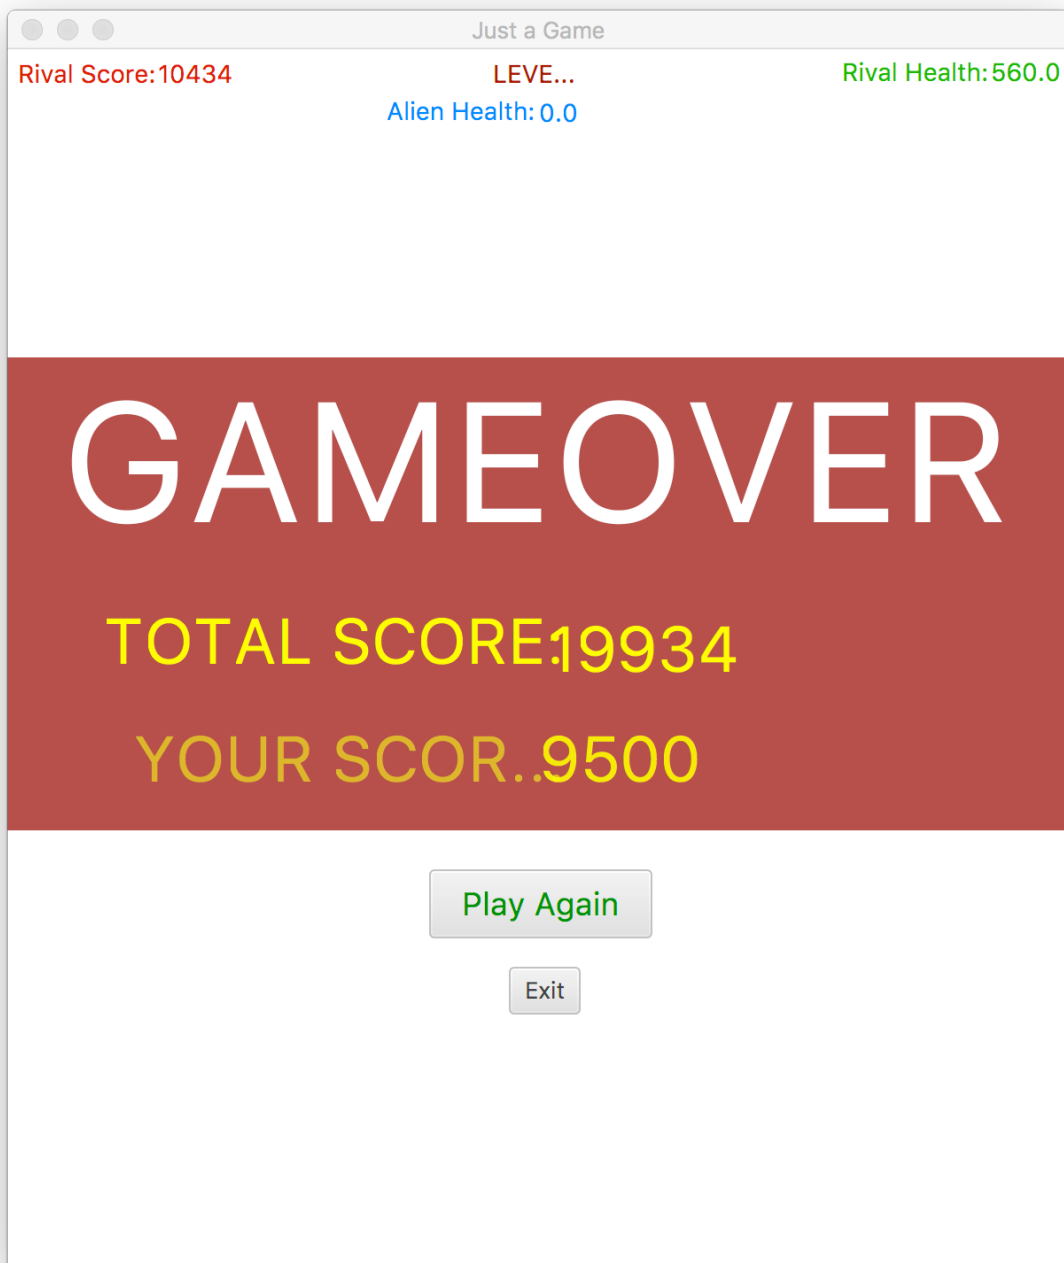 Just a Game
Rival Score:10434 LEVE... Rival Health:560.0
Alien Health:0.0
GAMEOVER
TOTAL SCORE:19934
YOUR SCOR...9500
Play Again
Exit